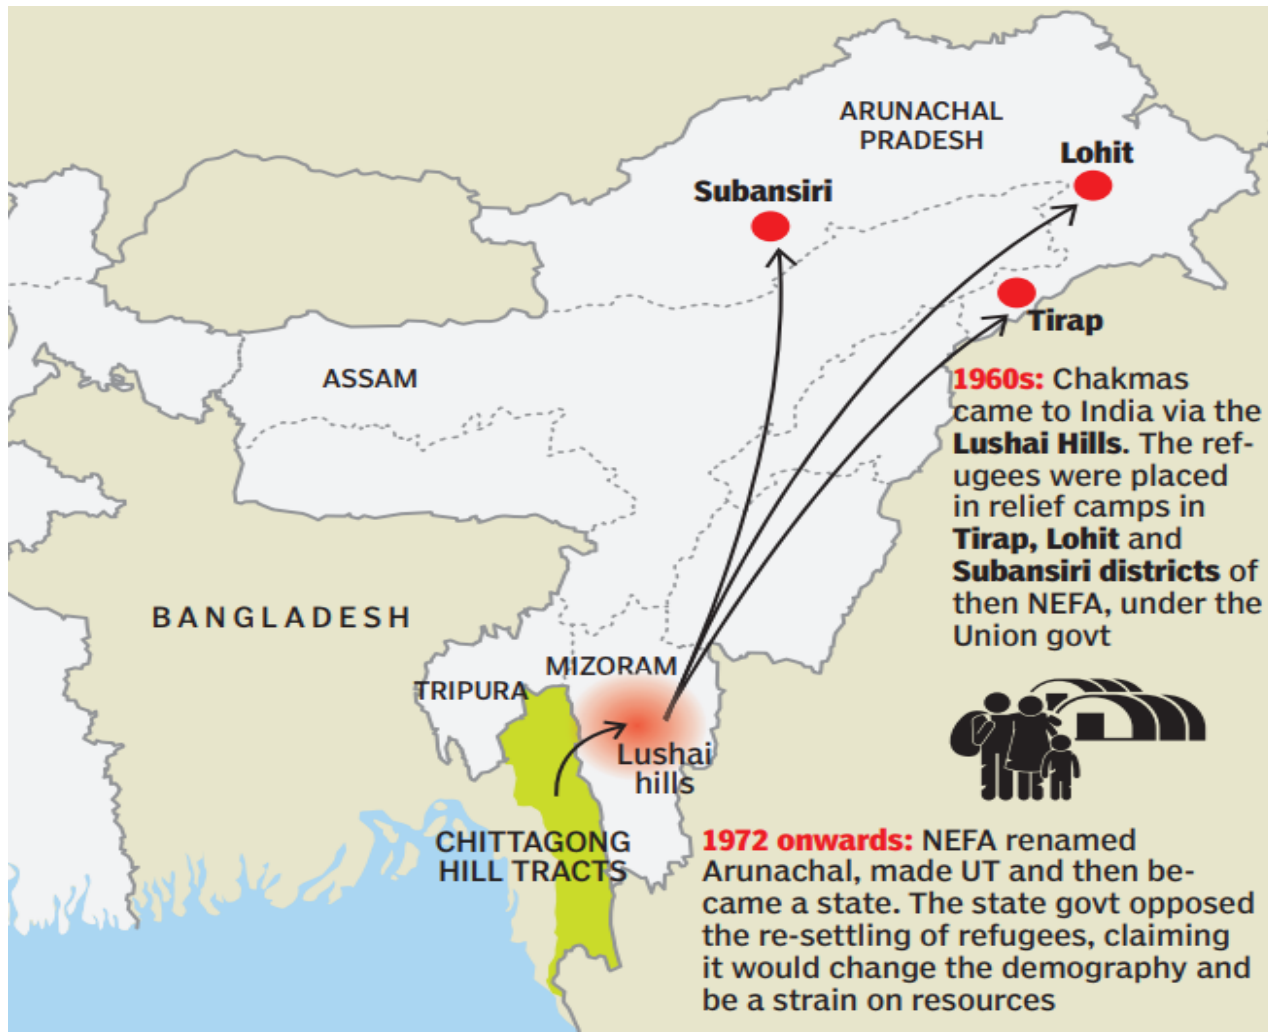 ARUNACHAL
PRADESH
Lohit
Subansiri
Tirap
ASSAM
1960s: Chakmas
came to India via the
Lushai Hills. The ref-
ugees were placed
in relief camps in
Tirap, Lohit and
Subansiri districts of
then NEFA, under the
Union govt
BANGLADESH
MIZORAM
TRIPURA
Lushai
hills
CHITTAGONG
HILL TRACTS
1972 onwards: NEFA renamed
Arunachal, made UT and then be-
came a state. The state govt opposed
the re-settling of refugees, claiming
it would change the demography and
be a strain on resources